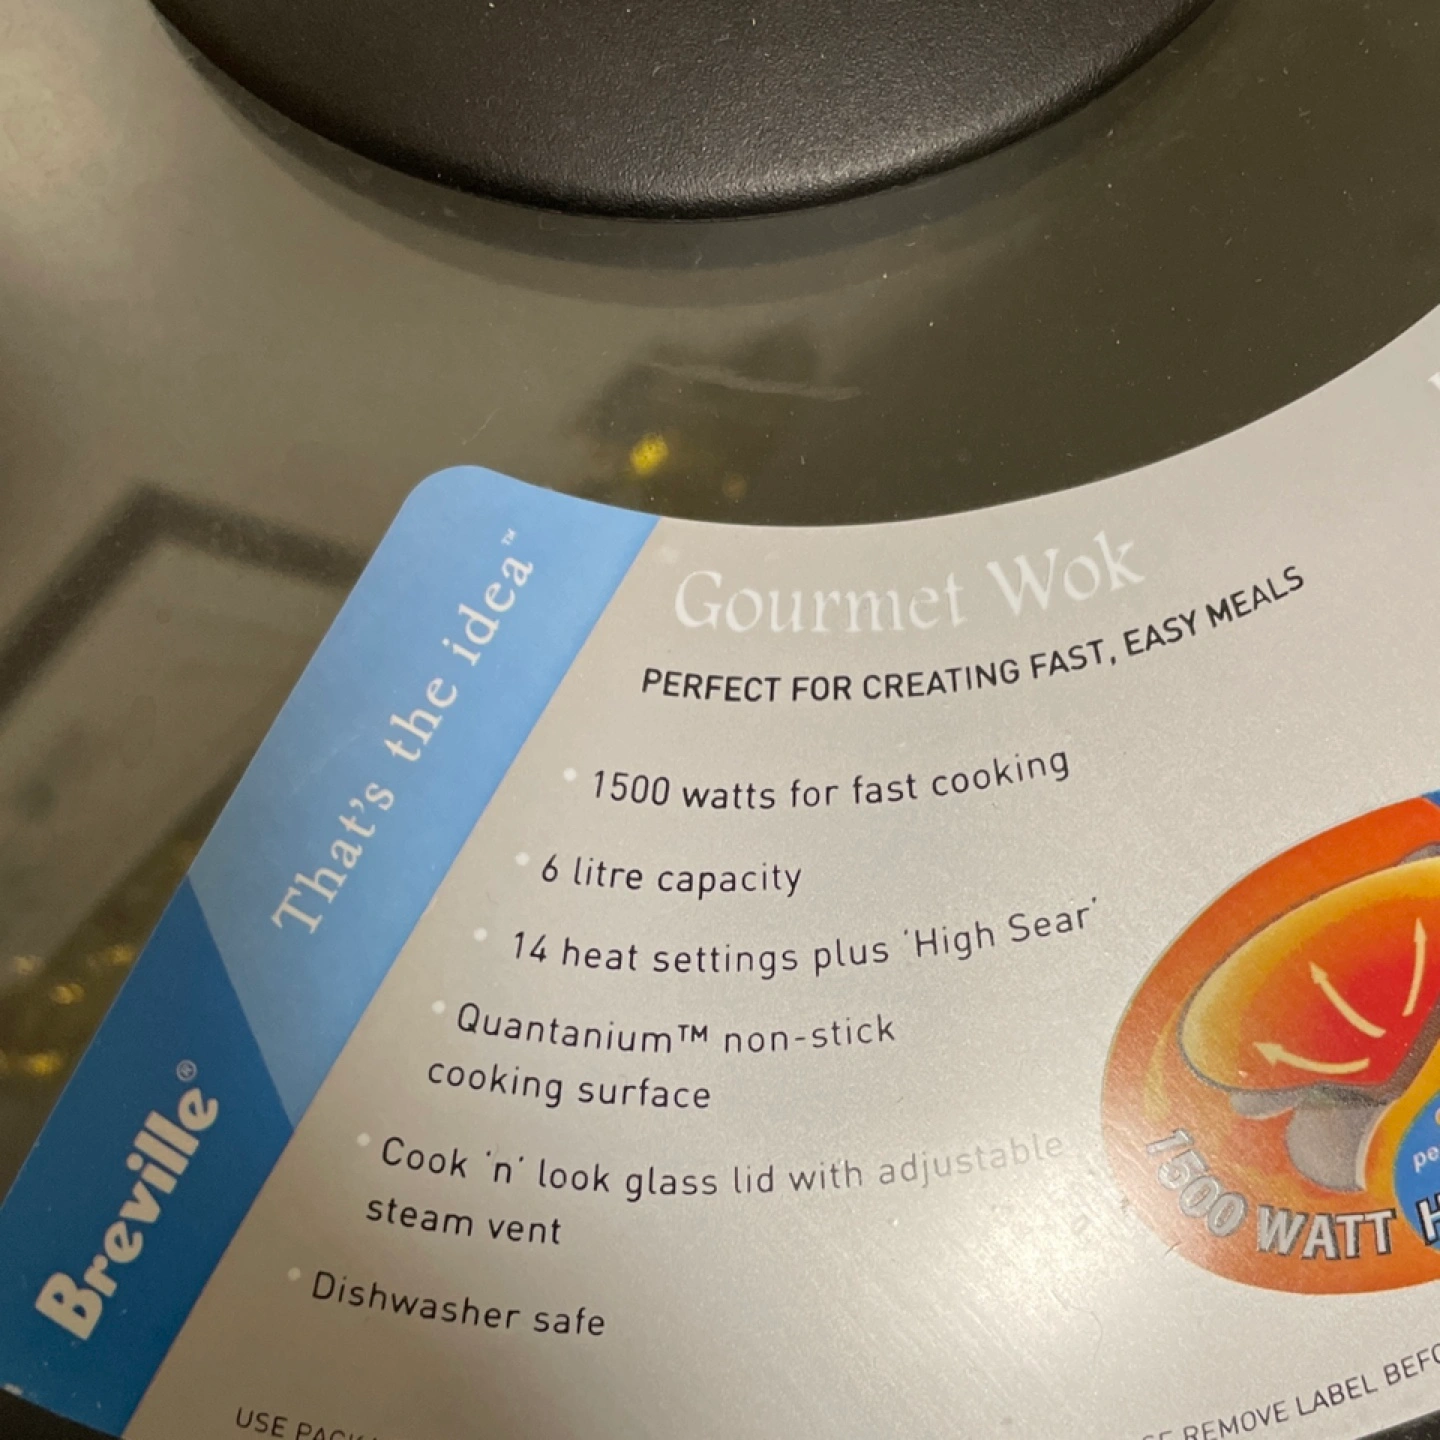 That's the idea™
Breville®
Gourmet Wok
PERFECT FOR CREATING FAST, EASY MEALS
• 1500 watts for fast cooking
• 6 litre capacity
• 14 heat settings plus 'High Sear'
• Quantanium™ non-stick
cooking surface
• Cook 'n' look glass lid with adjustable
steam vent
• Dishwasher safe
1500 WATT
USE
REMOVE LABEL